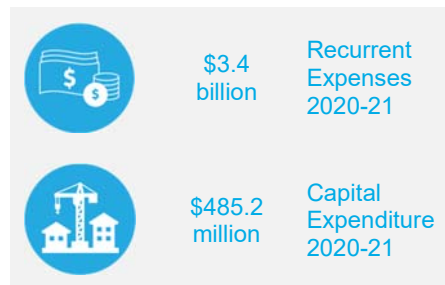 $3.4
billion
Recurrent
Expenses
2020-21
$485.2
million
Capital
Expenditure
2020-21